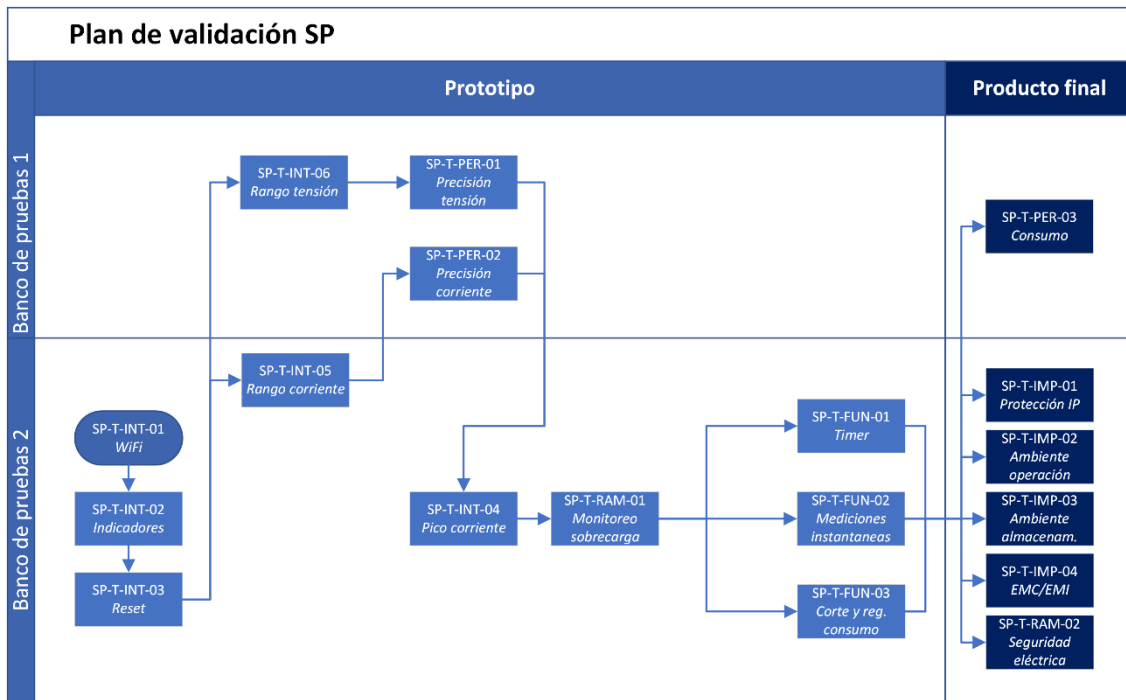 Plan de validación SP
Prototipo
Producto final
Banco de pruebas 1
SP-T-INT-06
Rango tensión
SP-T-PER-01
Precisión
tensión
SP-T-PER-02
Precisión
corriente
SP-T-PER-03
Consumo
Banco de pruebas 2
SP-T-INT-05
Rango corriente
SP-T-INT-01
WiFi
SP-T-INT-02
Indicadores
SP-T-INT-03
Reset
SP-T-INT-04
Pico corriente
SP-T-RAM-01
Monitoreo
sobrecarga
SP-T-FUN-01
Timer
SP-T-FUN-02
Mediciones
instantaneas
SP-T-FUN-03
Corte y reg.
consumo
SP-T-IMP-01
Protección IP
SP-T-IMP-02
Ambiente
operación
SP-T-IMP-03
Ambiente
almacenam.
SP-T-IMP-04
EMC/EMI
SP-T-RAM-02
Seguridad
eléctrica